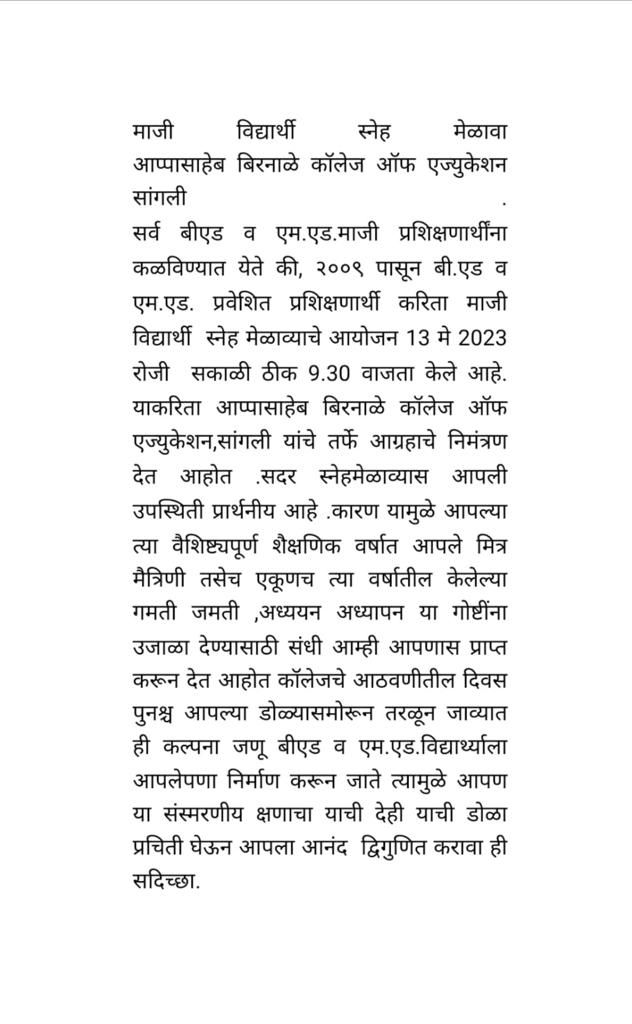 माजी विद्यार्थी स्नेह मेळावा
आप्पासाहेब बिरनाळे कॉलेज ऑफ एज्युकेशन
सांगली .
सर्व बीएड व एम.एड.माजी प्रशिक्षणार्थींना
कळविण्यात येते की, २००९ पासून बी.एड व
एम.एड. प्रवेशित प्रशिक्षणार्थी करिता माजी
विद्यार्थी स्नेह मेळाव्याचे आयोजन 13 मे 2023
रोजी सकाळी ठीक 9.30 वाजता केले आहे.
याकरिता आप्पासाहेब बिरनाळे कॉलेज ऑफ
एज्युकेशन,सांगली यांचे तर्फे आग्रहाचे निमंत्रण
देत आहोत .सदर स्नेहमेळाव्यास आपली
उपस्थिती प्रार्थनीय आहे .कारण यामुळे आपल्या
त्या वैशिष्ट्यपूर्ण शैक्षणिक वर्षात आपले मित्र
मैत्रिणी तसेच एकूणच त्या वर्षातील केलेल्या
गमती जमती ,अध्ययन अध्यापन या गोष्टींना
उजाळा देण्यासाठी संधी आम्ही आपणास प्राप्त
करून देत आहोत कॉलेजचे आठवणीतील दिवस
पुनश्च आपल्या डोळ्यासमोरून तरळून जाव्यात
ही कल्पना जणू बीएड व एम.एड.विद्यार्थ्याला
आपलेपणा निर्माण करून जाते त्यामुळे आपण
या संस्मरणीय क्षणाचा याची देही याची डोळा
प्रचिती घेऊन आपला आनंद द्विगुणित करावा ही
सदिच्छा.